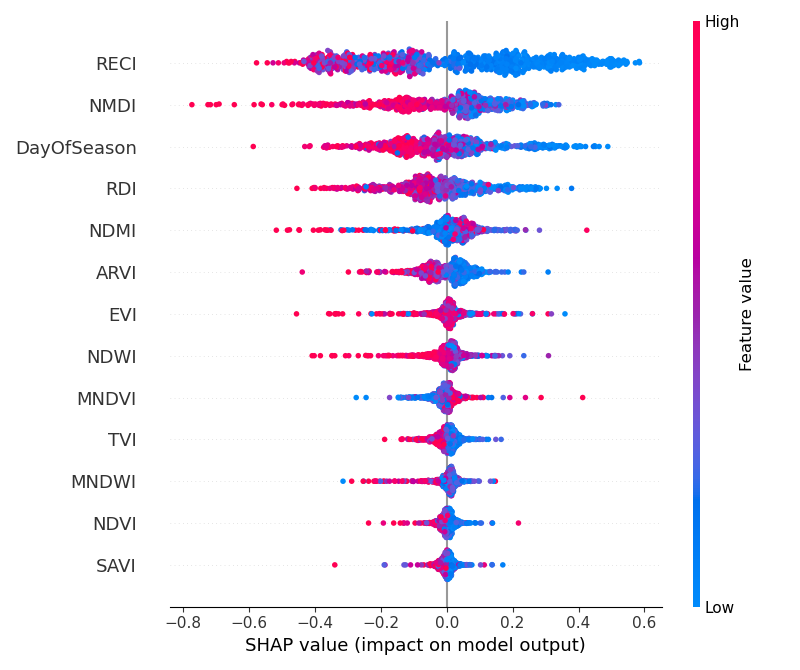 High
RECI
NMDI
DayOfSeason
RDI
NDMI
ARVI
EVI
NDWI
MNDVI
TVI
MNDWI
NDVI
SAVI
Feature value
Low
−0.8 −0.6 −0.4 −0.2 0.0 0.2 0.4 0.6
SHAP value (impact on model output)